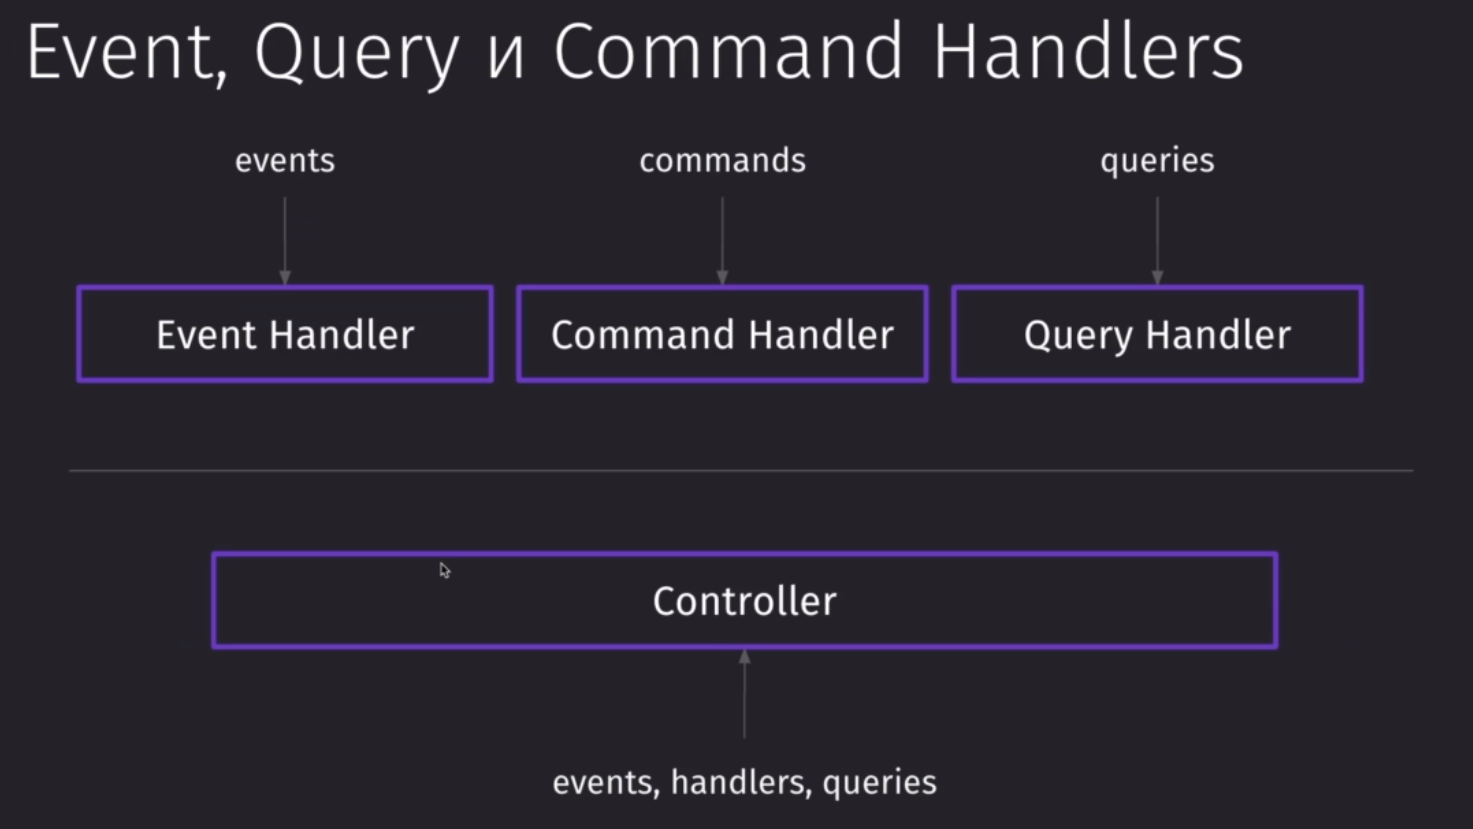 Event, Query и Command Handlers
events
commands
queries
Event Handler
Command Handler
Query Handler
Controller
events, handlers, queries